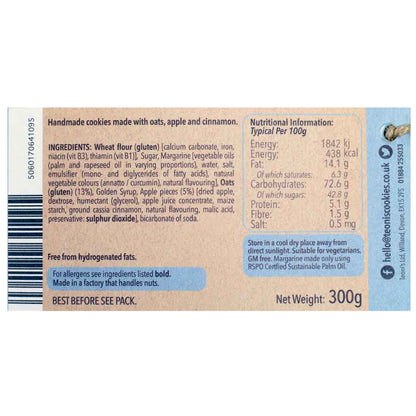 5060170641095
Handmade cookies made with oats, apple and cinnamon.
INGREDIENTS: Wheat flour (gluten) [calcium carbonate, iron,
niacin (vit B3), thiamin (vit B1)], Sugar, Margarine [vegetable oils
(palm and rapeseed oil in varying proportions), water, salt,
emulsifier (mono- and diglycerides of fatty acids), natural
vegetable colours (annatto / curcumin), natural flavouring], Oats
(gluten) (13%), Golden Syrup, Apple pieces (5%) [dried apple,
dextrose, humectant (glycerol), apple juice concentrate, maize
starch, ground cassia cinnamon, natural flavouring, malic acid,
preservative: sulphur dioxide], bicarbonate of soda.
Free from hydrogenated fats.
For allergens see ingredients listed bold.
Made in a factory that handles nuts.
BEST BEFORE SEE PACK.
Nutritional Information:
Typical Per 100g
Energy: 1842 kj
Energy: 438 kcal
Fat: 14.1 g
Of which saturates: 6.3 g
Carbohydrates: 72.6 g
Of which sugars: 42.8 g
Protein: 5.1 g
Fibre: 1.5 g
Salt: 0.5 mg
Store in a cool dry place away from
direct sunlight. Suitable for vegetarians,
GM free. Margarine made only using
RSPO Certified Sustainable Palm Oil.
Net Weight: 300g
hello@teoniscookies.co.uk
Teoni's Ltd, Willand, Devon. EX15 2PS 01884 255033